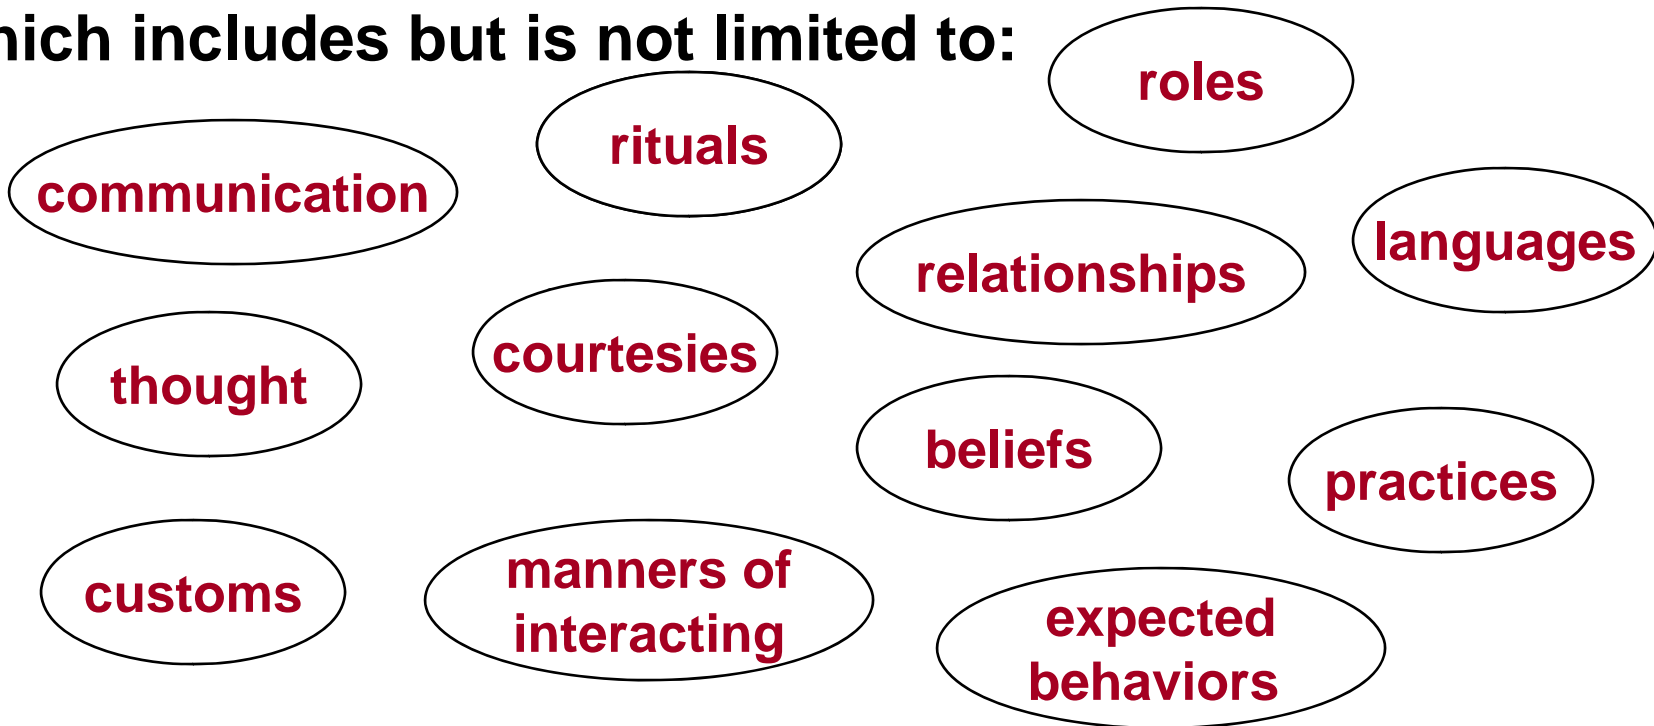 hich includes but is not limited to:
roles
rituals
communication
languages
relationships
courtesies
thought
beliefs
practices
customs
manners of
interacting
expected
behaviors